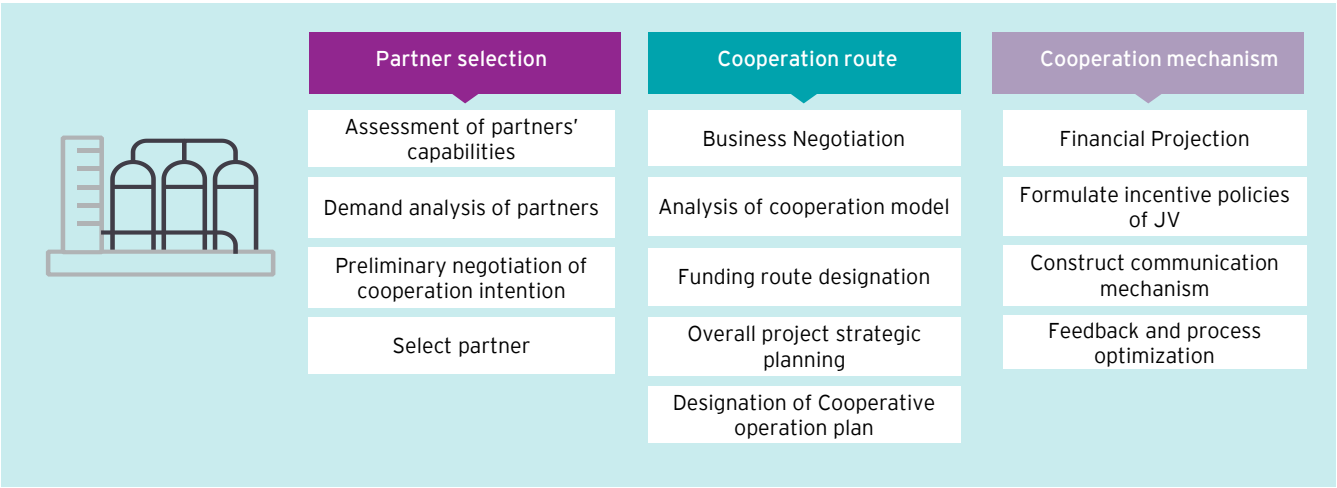 Partner selection
Assessment of partners’
capabilities
Demand analysis of partners
Preliminary negotiation of
cooperation intention
Select partner
Cooperation route
Business Negotiation
Analysis of cooperation model
Funding route designation
Overall project strategic
planning
Designation of Cooperative
operation plan
Cooperation mechanism
Financial Projection
Formulate incentive policies
of JV
Construct communication
mechanism
Feedback and process
optimization